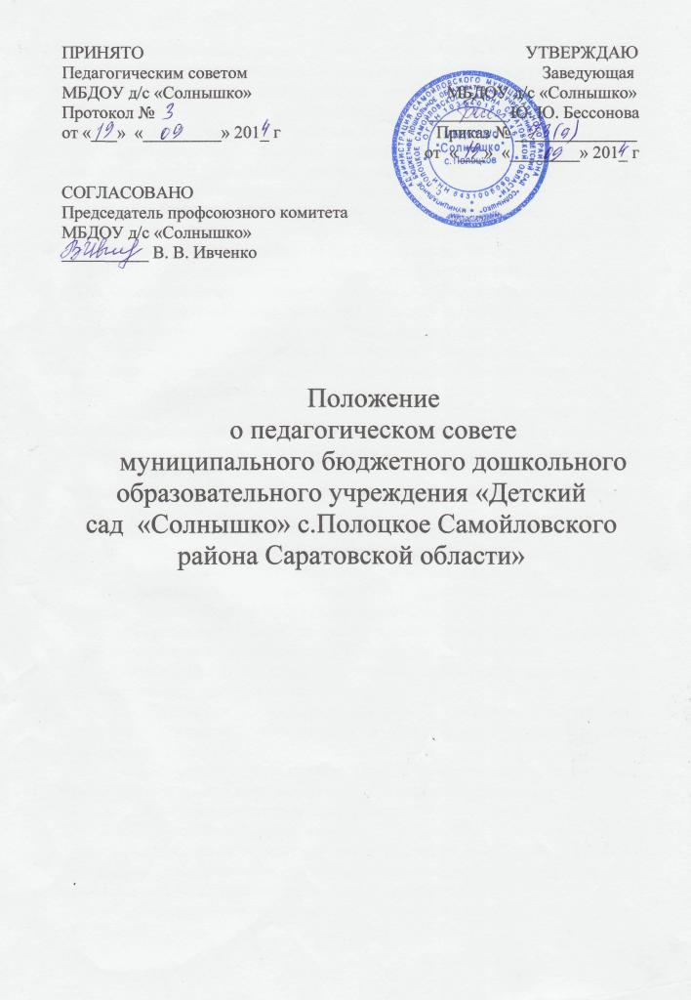 ПРИНЯТО
Педагогическим советом
МБДОУ д/с «Солнышко»
Протокол № 3
от «19» «09» 2014 г
УТВЕРЖДАЮ
Заведующая
МБДОУ д/с «Солнышко»
Ю. Ю. Бессонова
Приказ №
от «19» «09» 2014 г
"Солнышко"
СОГЛАСОВАНО
Председатель профсоюзного комитета
МБДОУ д/с «Солнышко»
В. В. Ивченко
Положение
о педагогическом совете
муниципального бюджетного дошкольного
образовательного учреждения «Детский
сад «Солнышко» с.Полоцкое Самойловского
района Саратовской области»